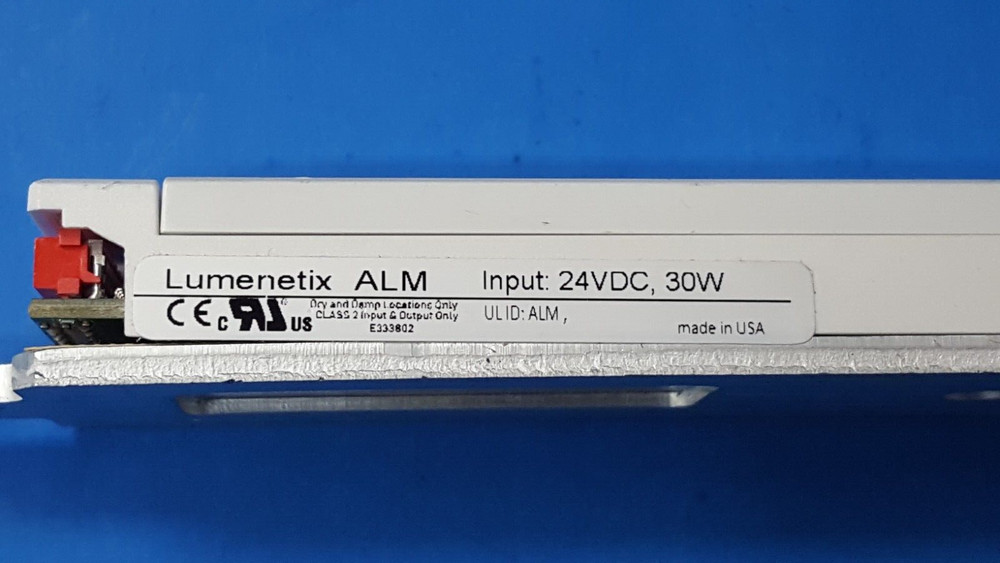 Lumenetix ALM Input: 24VDC, 30W
CE c RU US Dry and Damp Locations Only
CLASS 2 Input & Output Only
E333802
UL ID: ALM ,
made in USA